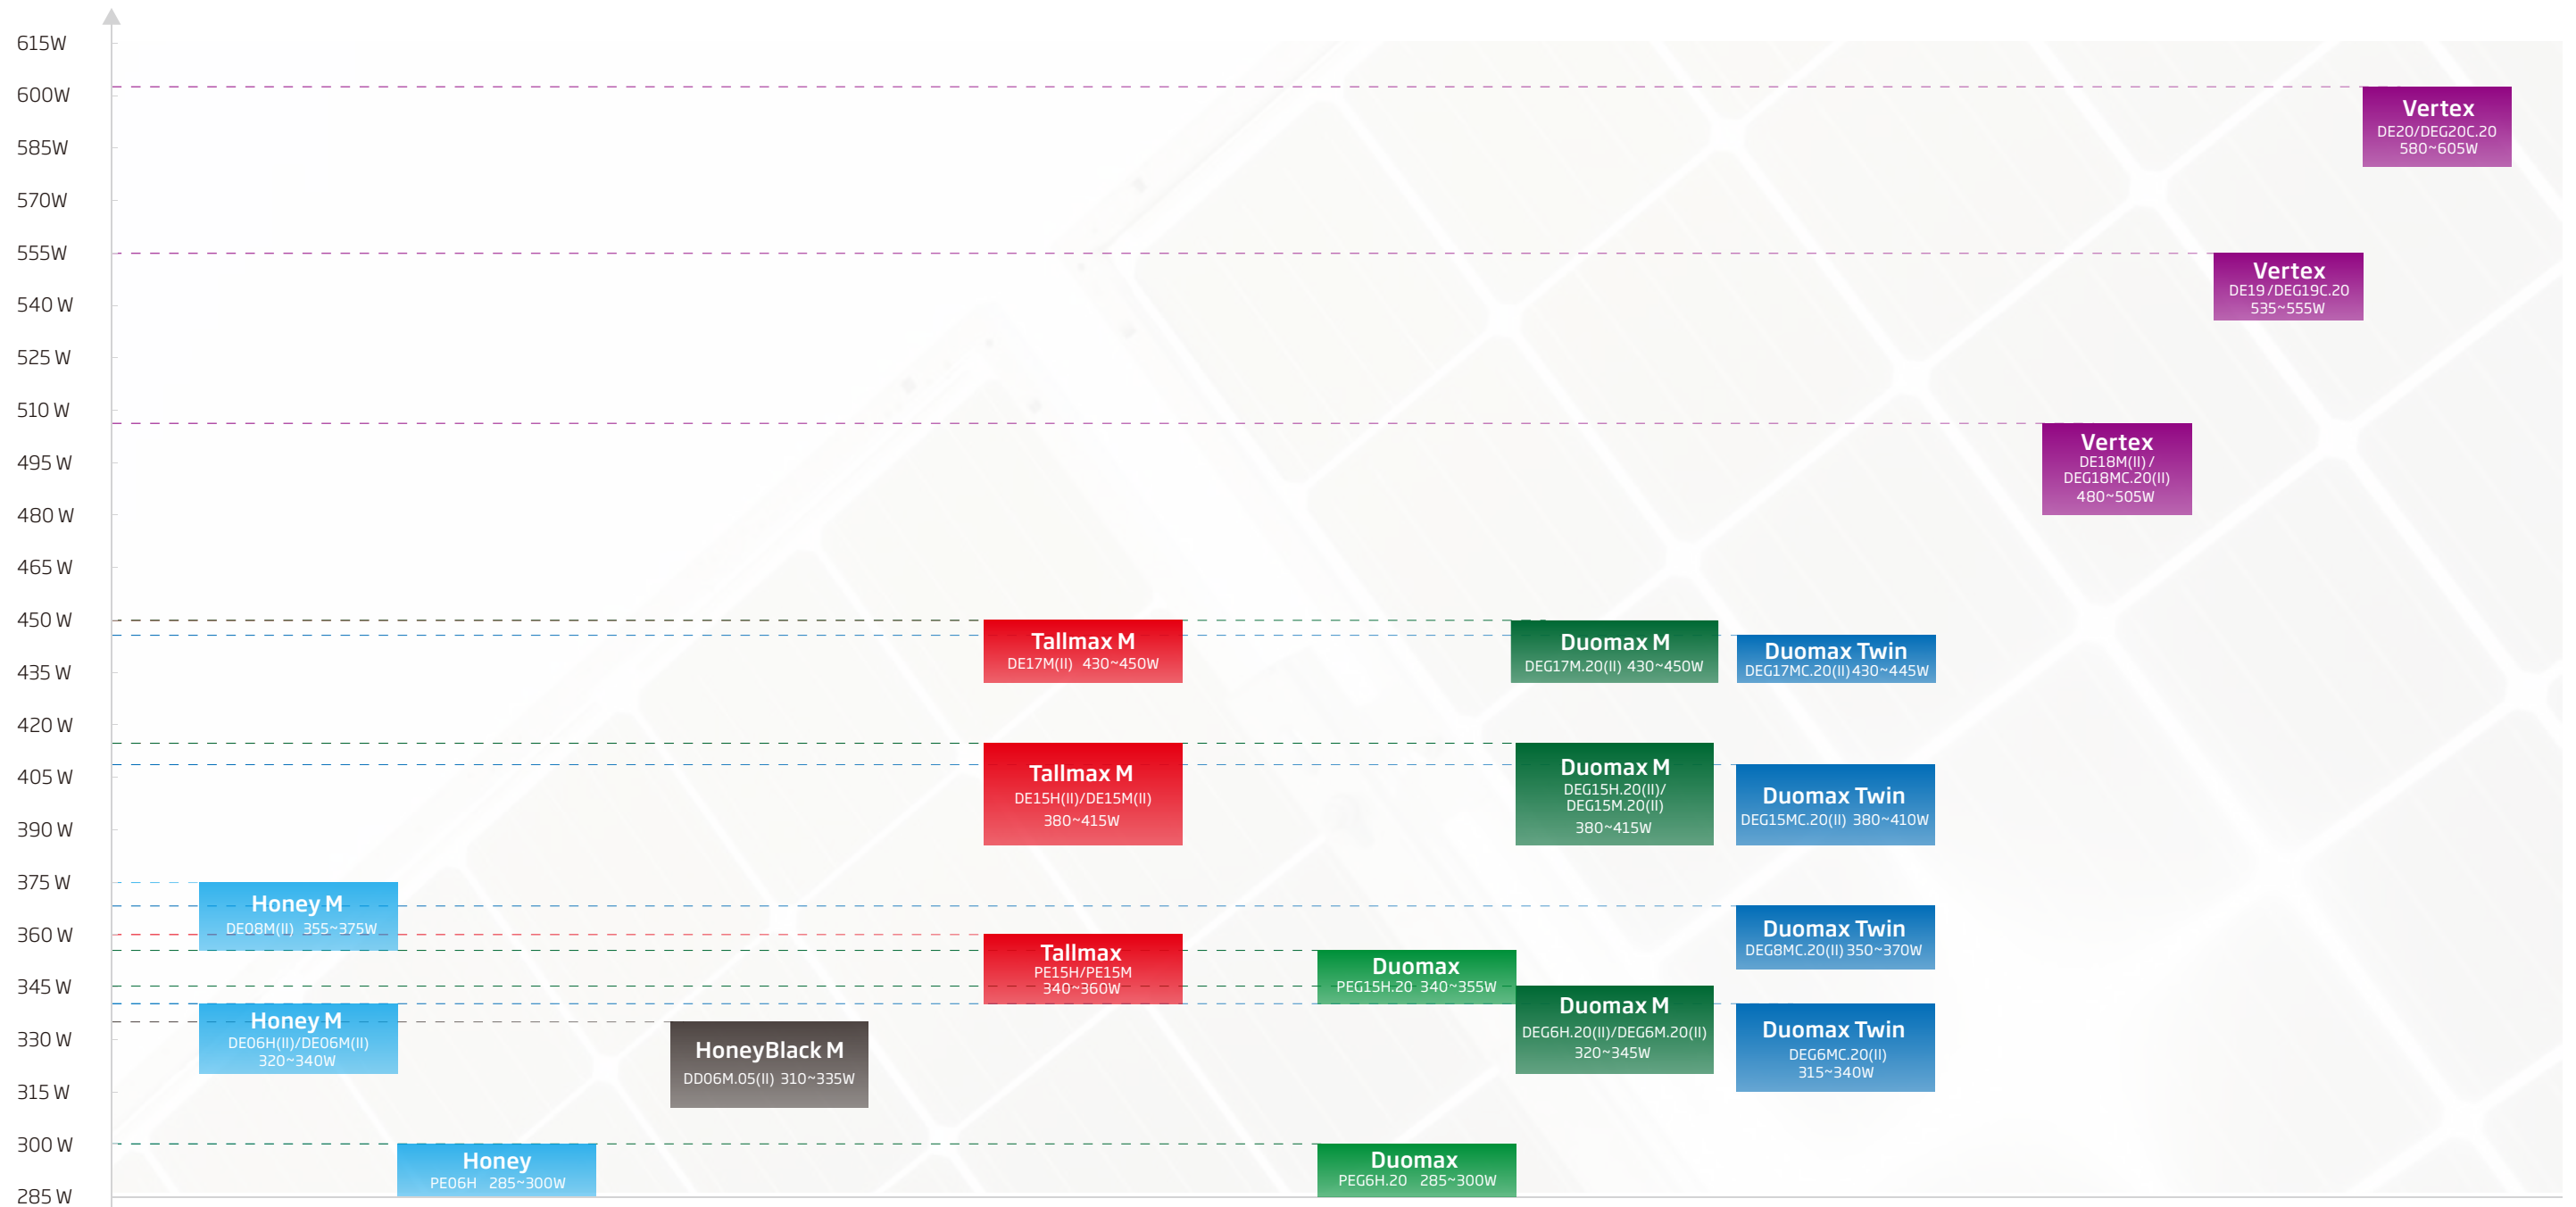 615W
600W
585W
570W
555W
540 W
525 W
510 W
495 W
480 W
465 W
450 W
435 W
420 W
405 W
390 W
375 W
360 W
345 W
330 W
315 W
300 W
285 W
Honey M
DE08M(II) 355~375W
Honey M
DE06H(II)/DE06M(II)
320~340W
Honey
PE06H 285~300W
HoneyBlack M
DD06M.05(II) 310~335W
Tallmax M
DE17M(II) 430~450W
Tallmax M
DE15H(II)/DE15M(II)
380~415W
Tallmax
PE15H/PE15M
340~360W
Duomax
PEG15H.20 340~355W
Duomax
PEG6H.20 285~300W
Duomax M
DEG17M.20(II) 430~450W
Duomax M
DEG15H.20(II)/
DEG15M.20(II)
380~415W
Duomax M
DEG6H.20(II)/DEG6M.20(II)
320~345W
Duomax Twin
DEG17MC.20(II) 430~445W
Duomax Twin
DEG15MC.20(II) 380~410W
Duomax Twin
DEG8MC.20(II) 350~370W
Duomax Twin
DEG6MC.20(II)
315~340W
Vertex
DE18M(II) /
DEG18MC.20(II)
480~505W
Vertex
DE19 /DEG19C.20
535~555W
Vertex
DE20/DEG20C.20
580~605W